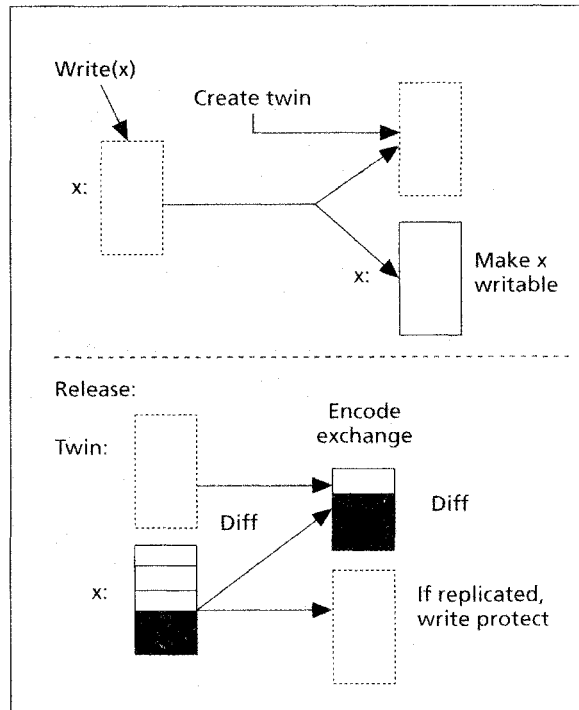 Write(x)
Create twin
x:
x:
Make x
writable
Release:
Encode
exchange
Twin:
Diff
Diff
x:
If replicated,
write protect